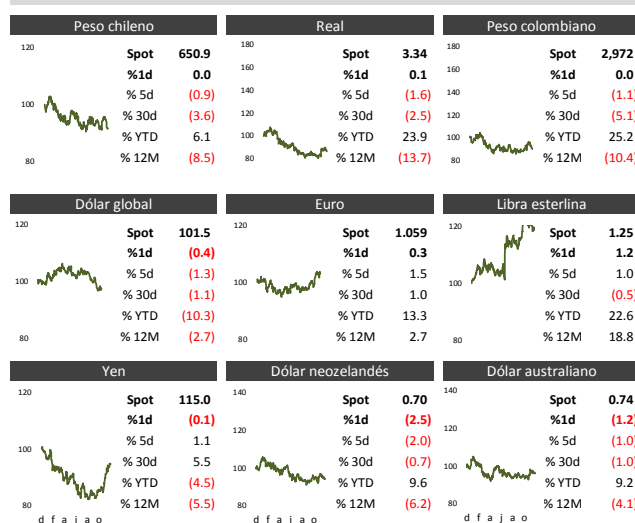 Peso chileno
120
100
80
Spot 650.9
%1d 0.0
% 5d (0.9)
% 30d (3.6)
% YTD 6.1
% 12M (8.5)
Real
180
160
140
120
100
80
Spot 3.34
%1d 0.1
% 5d (1.6)
% 30d (2.5)
% YTD 23.9
% 12M (13.7)
Peso colombiano
180
160
140
120
100
80
Spot 2,972
%1d 0.0
% 5d (1.1)
% 30d (5.1)
% YTD 25.2
% 12M (10.4)
Dólar global
120
100
80
Spot 101.5
%1d (0.4)
% 5d (1.3)
% 30d (1.1)
% YTD (10.3)
% 12M (2.7)
Euro
120
100
80
Spot 1.059
%1d 0.3
% 5d 1.5
% 30d 1.0
% YTD 13.3
% 12M 2.7
Libra esterlina
120
100
80
Spot 1.25
%1d 1.2
% 5d 1.0
% 30d (0.5)
% YTD 22.6
% 12M 18.8
Yen
120
100
80
d f a j a o
Spot 115.0
%1d (0.1)
% 5d 1.1
% 30d 5.5
% YTD (4.5)
% 12M (5.5)
Dólar neozelandés
140
120
100
80
d f a j a o
Spot 0.70
%1d (2.5)
% 5d (2.0)
% 30d (0.7)
% YTD 9.6
% 12M (6.2)
Dólar australiano
140
120
100
80
d f a j a o
Spot 0.74
%1d (1.2)
% 5d (1.0)
% 30d (1.0)
% YTD 9.2
% 12M (4.1)